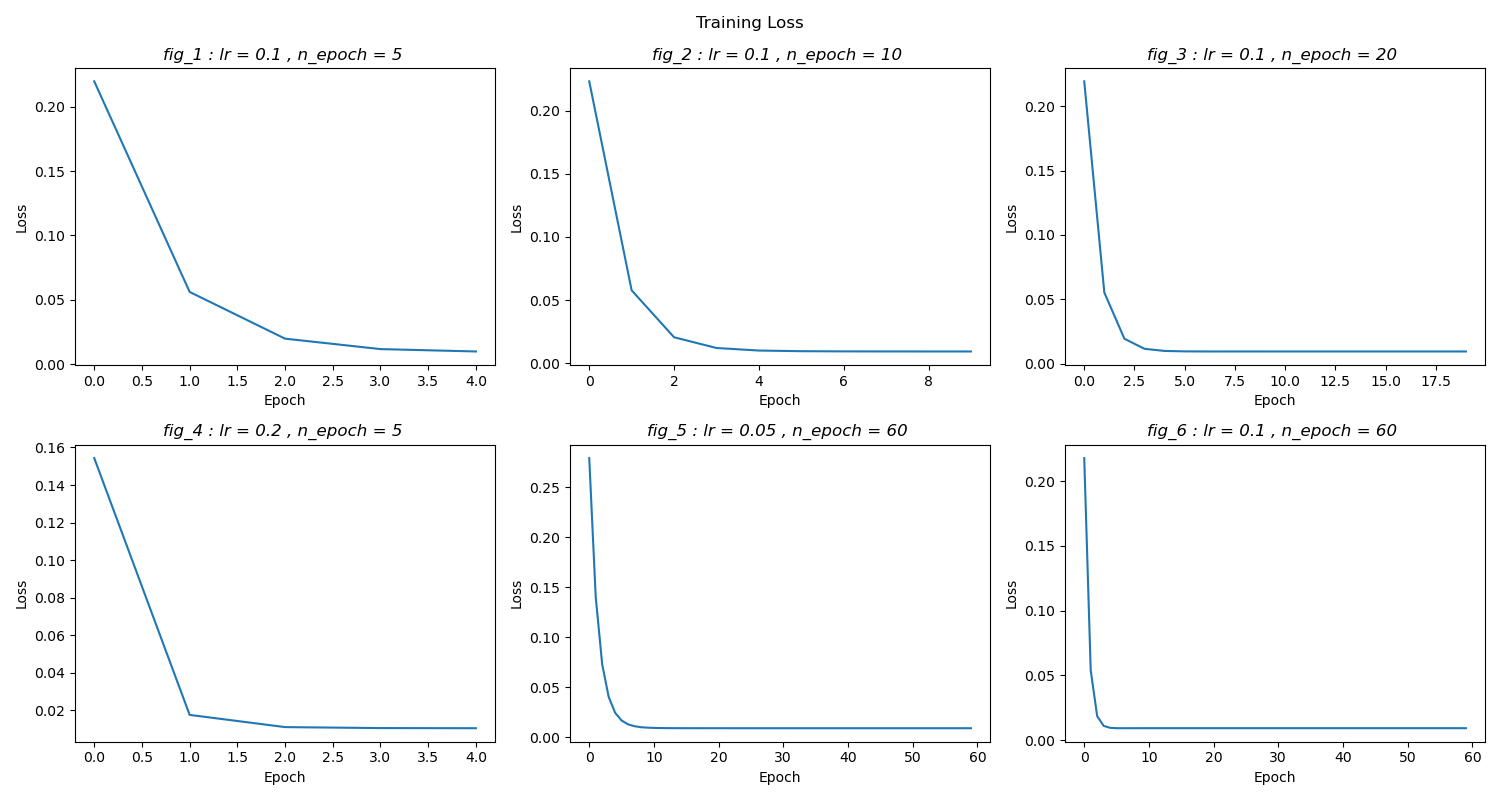 Training Loss
fig_1 : lr = 0.1 , n_epoch = 5
0.20
0.15
0.10
0.05
0.00
Loss
0.0 0.5 1.0 1.5 2.0 2.5 3.0 3.5 4.0
Epoch
fig_2 : lr = 0.1 , n_epoch = 10
0.20
0.15
0.10
0.05
0.00
Loss
0 2 4 6 8
Epoch
fig_3 : lr = 0.1 , n_epoch = 20
0.20
0.15
0.10
0.05
0.00
Loss
0.0 2.5 5.0 7.5 10.0 12.5 15.0 17.5
Epoch
fig_4 : lr = 0.2 , n_epoch = 5
0.16
0.14
0.12
0.10
0.08
0.06
0.04
0.02
Loss
0.0 0.5 1.0 1.5 2.0 2.5 3.0 3.5 4.0
Epoch
fig_5 : lr = 0.05 , n_epoch = 60
0.25
0.20
0.15
0.10
0.05
0.00
Loss
0 10 20 30 40 50 60
Epoch
fig_6 : lr = 0.1 , n_epoch = 60
0.20
0.15
0.10
0.05
0.00
Loss
0 10 20 30 40 50 60
Epoch